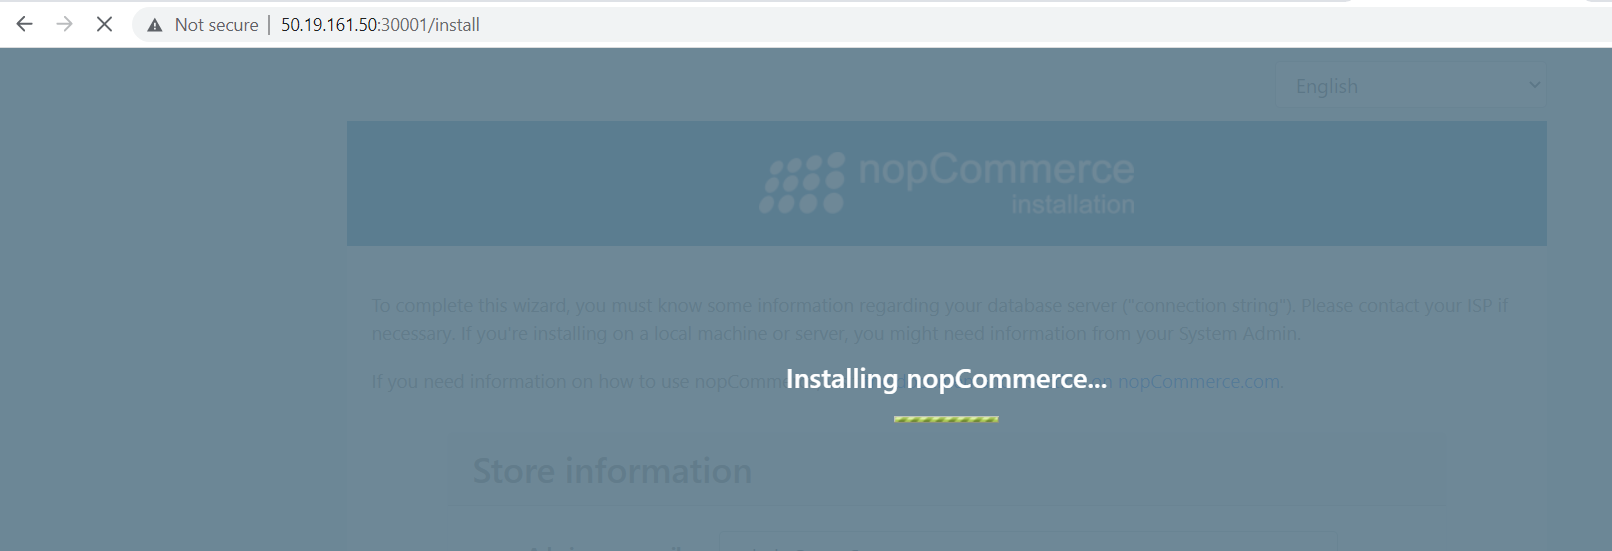 Not secure | 50.19.161.50:30001/install
English
nopCommerce
installation
To complete this wizard, you must know some information regarding your database server ("connection string"). Please contact your ISP if
necessary. If you're installing on a local machine or server, you might need information from your System Admin.
If you need information on how to use nopComm on nopCommerce.com.
Installing nopCommerce...
Store information